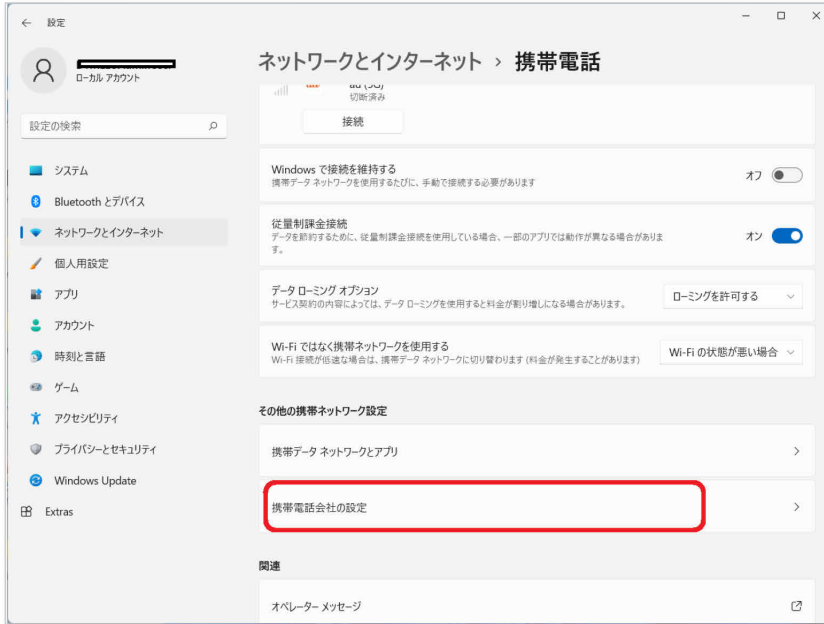 ← 設定
ローカル アカウント
設定の検索
システム
Bluetooth とデバイス
ネットワークとインターネット
個人用設定
アプリ
アカウント
時刻と言語
ゲーム
アクセシビリティ
プライバシーとセキュリティ
Windows Update
Extras
ネットワークとインターネット › 携帯電話
au (5G)
切断済み
接続
Windows で接続を維持する
携帯データ ネットワークを使用するたびに、手動で接続する必要があります
オフ
従量制課金接続
データを節約するために、従量制課金接続を使用している場合、一部のアプリでは動作が異なる場合がありま
す。
オン
データ ローミング オプション
サービス契約の内容によっては、データ ローミングを使用すると料金が割り増しになる場合があります。
ローミングを許可する
Wi-Fi ではなく携帯ネットワークを使用する
Wi-Fi 接続が低速な場合は、携帯データ ネットワークに切り替わります (料金が発生することがあります)
Wi-Fi の状態が悪い場合
その他の携帯ネットワーク設定
携帯データ ネットワークとアプリ
携帯電話会社の設定
関連
オペレーター メッセージ